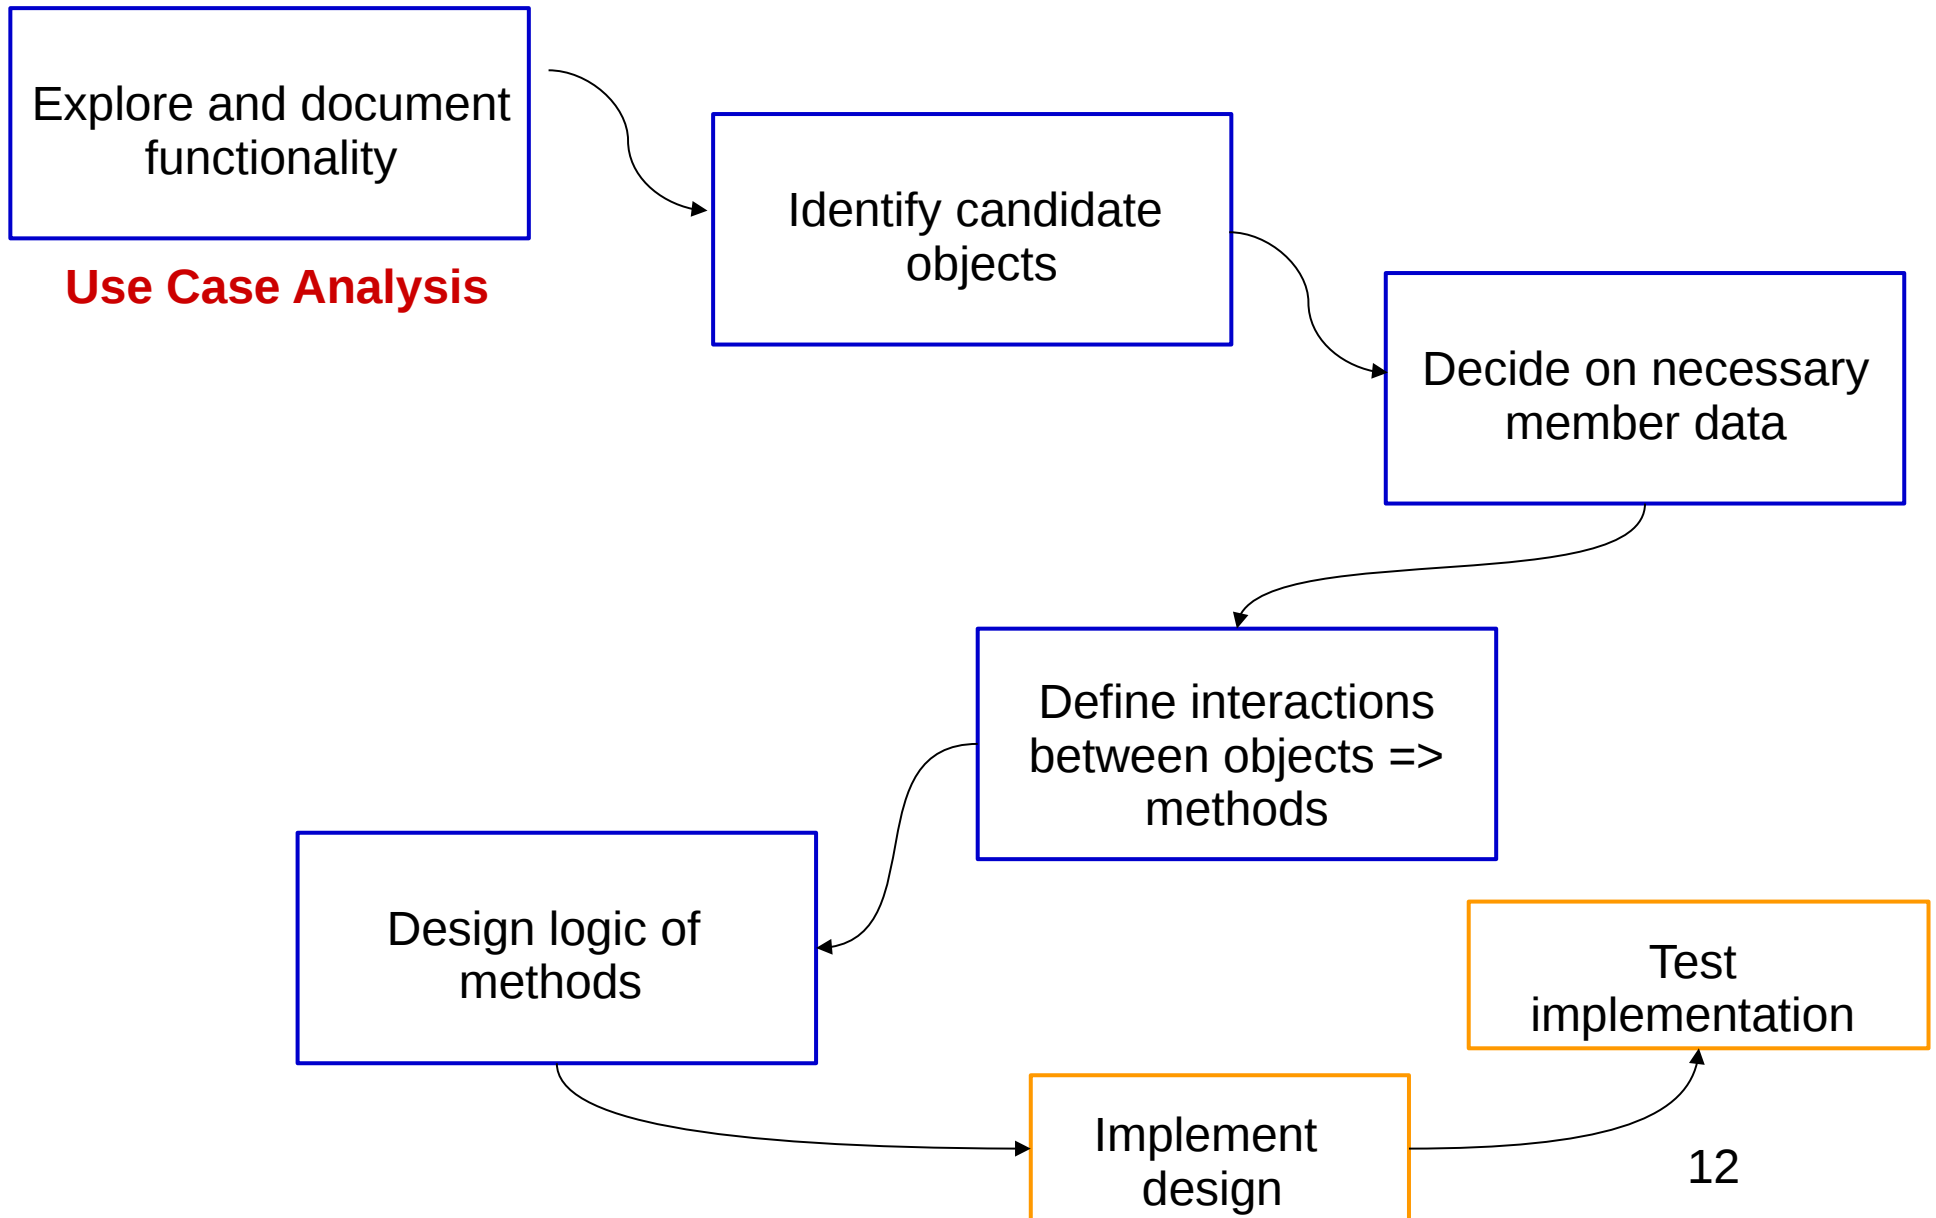 Explore and document
functionality
Use Case Analysis
Identify candidate
objects
Decide on necessary
member data
Define interactions
between objects =>
methods
Design logic of
methods
Implement
design
Test
implementation
12